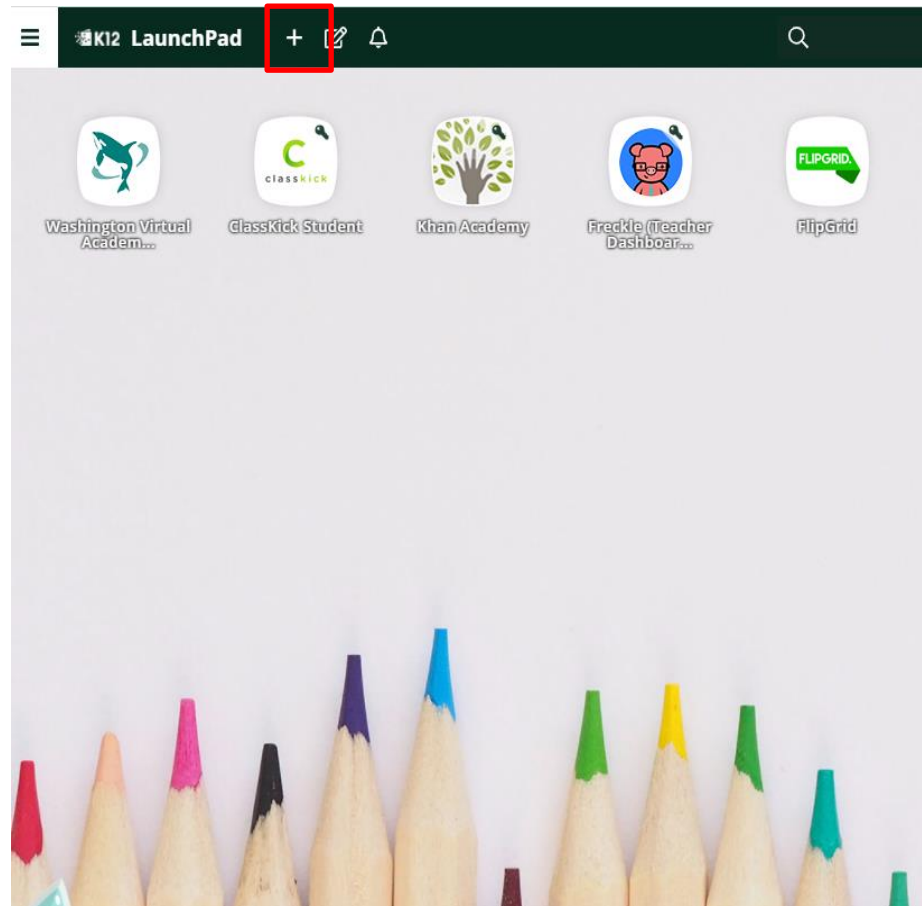 K12 LaunchPad
C
classkick
FLIPGRID.
Washington Virtual
Academ...
ClassKick Student
Khan Academy
Freckle (Teacher
Dashboar...
FlipGrid